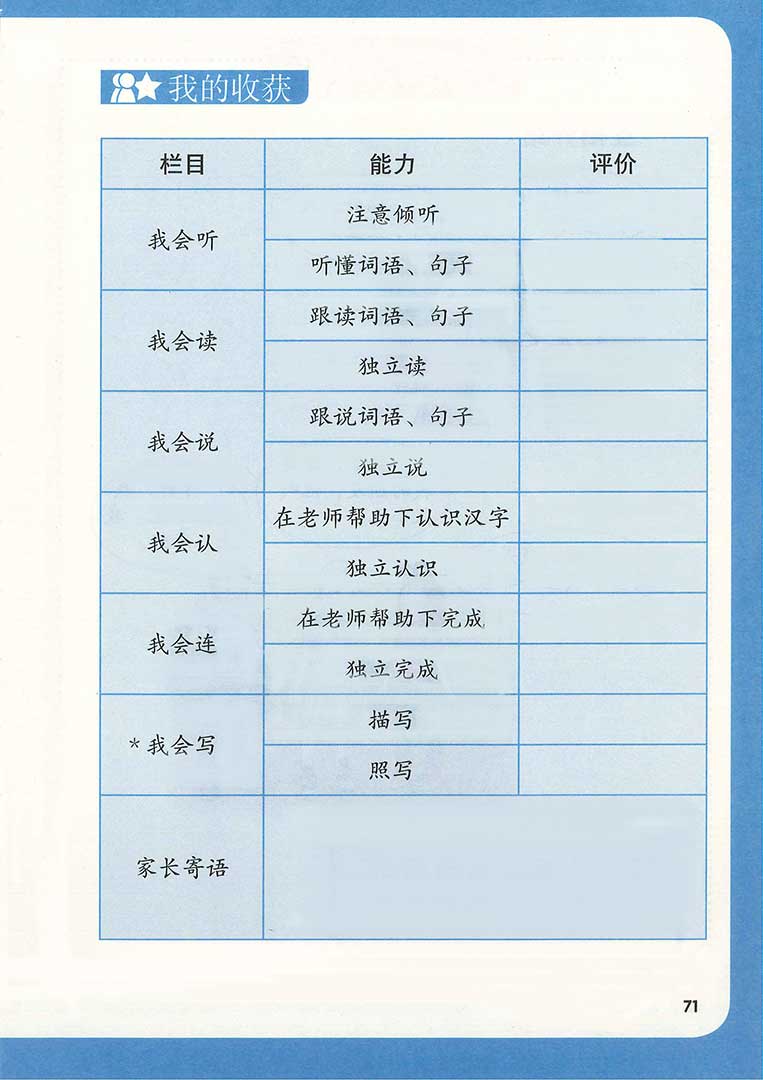 我的收获
栏目 能力 评价
我会听 注意倾听
听懂词语、句子
我会读 跟读词语、句子
独立读
我会说 跟说词语、句子
独立说
我会认 在老师帮助下认识汉字
独立认识
我会连 在老师帮助下完成
独立完成
*我会写 描写
照写
家长寄语
71